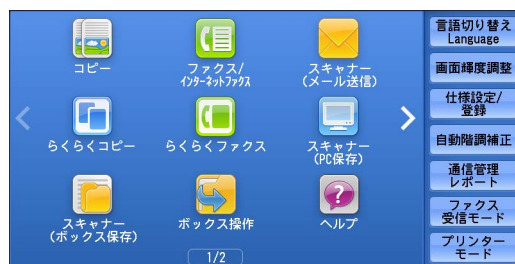 コピー
ファクス/
インターネットファクス
スキャナー
(メール送信)
らくらくコピー
らくらくファクス
スキャナー
(PC保存)
スキャナー
(ボックス保存)
ボックス操作
ヘルプ
1/2
言語切り替え
Language
画面輝度調整
仕様設定/
登録
自動階調補正
通信管理
レポート
ファクス
受信モード
プリンター
モード